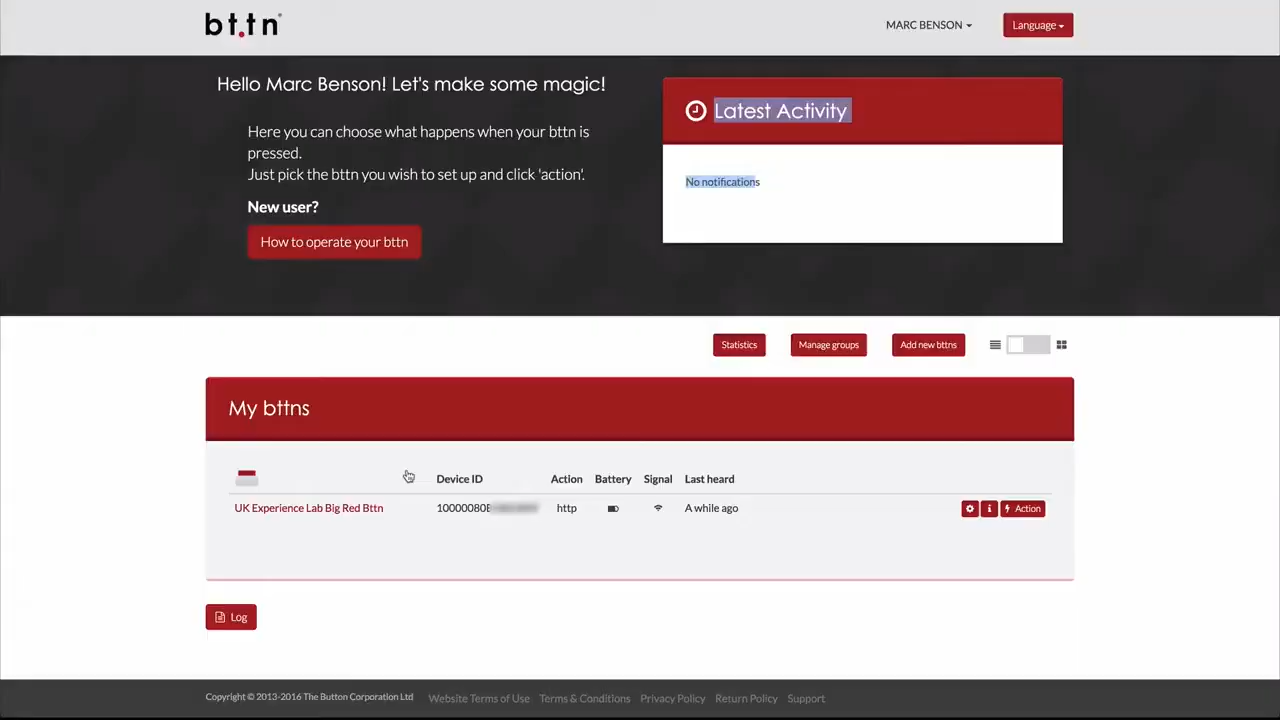 bt.tn
MARC BENSON
Language
Hello Marc Benson! Let's make some magic!
Here you can choose what happens when your bttn is
pressed.
Just pick the bttn you wish to set up and click 'action'.
New user?
How to operate your bttn
Latest Activity
No notifications
Statistics
Manage groups
Add new bttns
My bttns
Device ID Action Battery Signal Last heard
UK Experience Lab Big Red Bttn http A while ago Action
Log
Copyright © 2013-2016 The Button Corporation Ltd Website Terms of Use Terms & Conditions Privacy Policy Return Policy Support